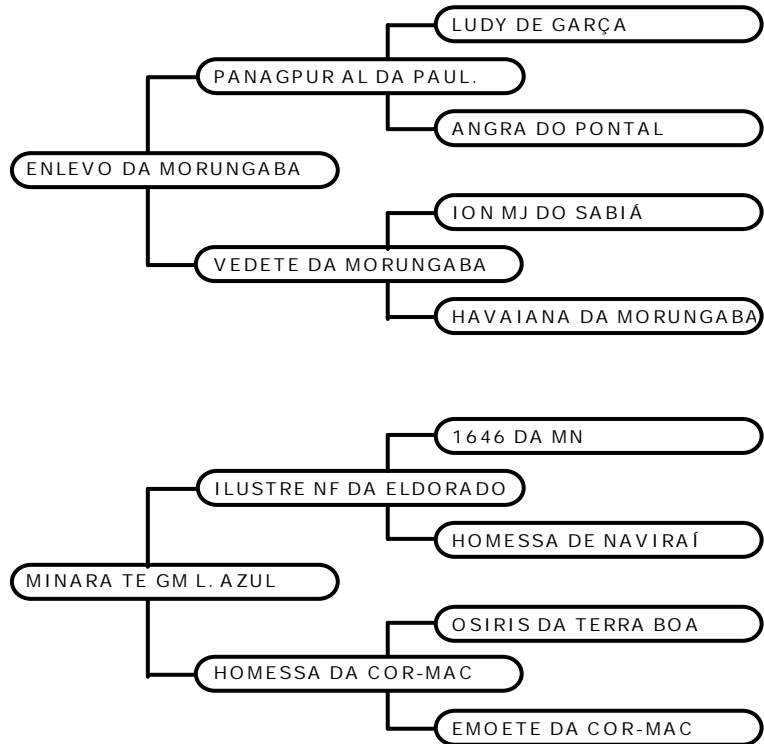 LUDY DE GARÇA
PANAGPUR AL DA PAUL.
ANGRA DO PONTAL
ENLEVO DA MORUNGABA
ION MJ DO SABIÁ
VEDETE DA MORUNGABA
HAVAIANA DA MORUNGABA
1646 DA MN
ILUSTRE NF DA ELDORADO
HOMESSA DE NAVIRAÍ
MINARA TE GM L. AZUL
OSIRIS DA TERRA BOA
HOMESSA DA COR-MAC
EMOETE DA COR-MAC